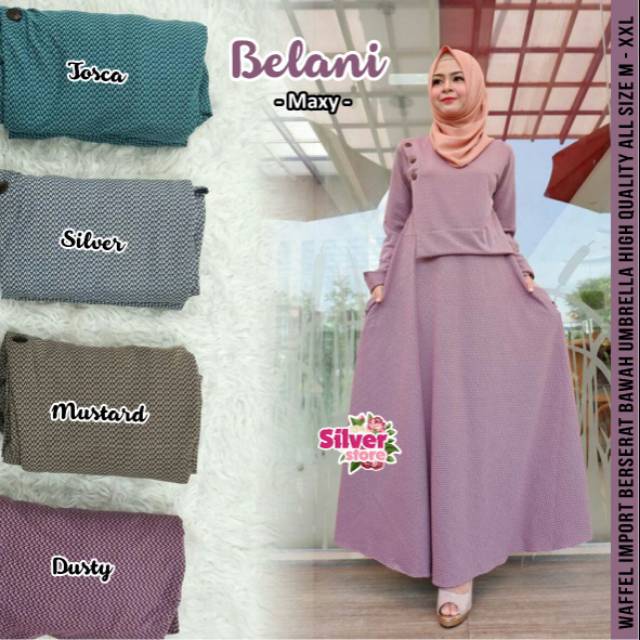 Belani
- Maxy -
Tosca
Silver
Mustard
Dusty
Silver
store
WAFFEL IMPORT BERSERAT BAWAH UMBRELLA HIGH QUALITY ALL SIZE M - XXL